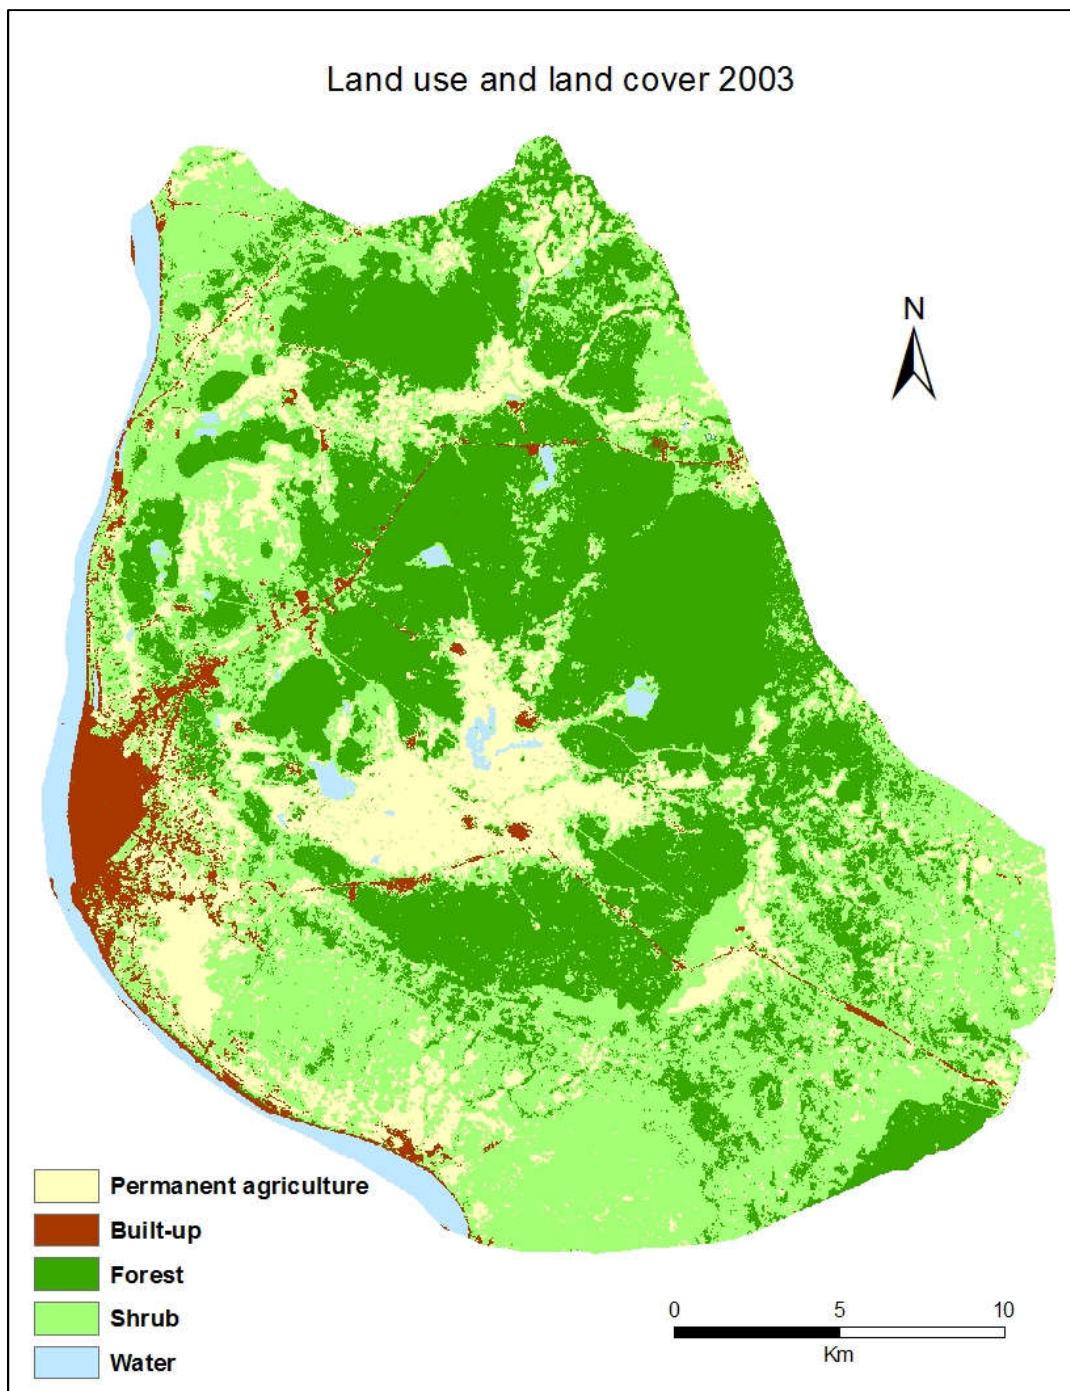 Land use and land cover 2003
N
Permanent agriculture
Built-up
Forest
Shrub
Water
0 5 10
Km